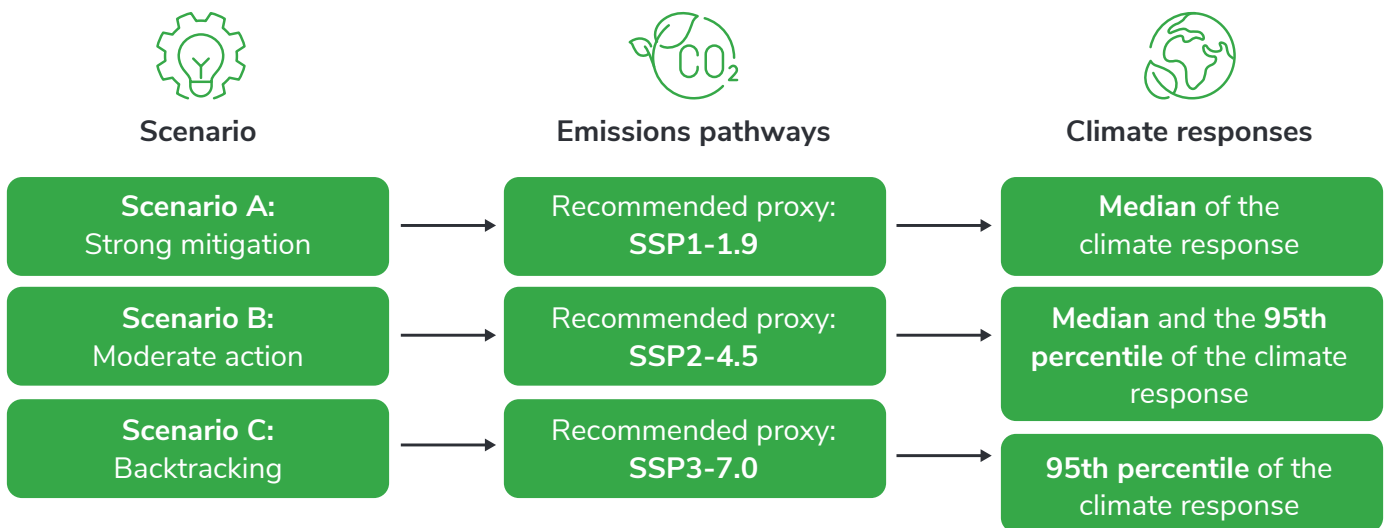 CO2
Scenario
Emissions pathways
Climate responses
Scenario A:
Strong mitigation
Recommended proxy:
SSP1-1.9
Median of the
climate response
Scenario B:
Moderate action
Recommended proxy:
SSP2-4.5
Median and the 95th
percentile of the climate
response
Scenario C:
Backtracking
Recommended proxy:
SSP3-7.0
95th percentile of the
climate response